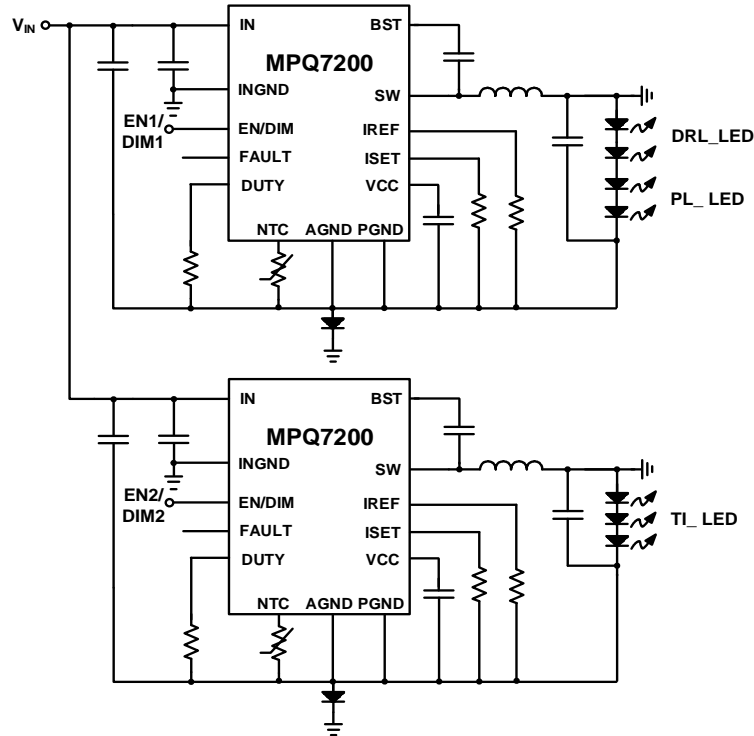 VIN
IN
BST
MPQ7200
INGND
SW
EN1/
DIM1
EN/DIM
IREF
DRL_LED
FAULT
ISET
DUTY
VCC
PL_ LED
NTC
AGND
PGND
IN
BST
MPQ7200
INGND
SW
EN2/
DIM2
EN/DIM
IREF
TI_ LED
FAULT
ISET
DUTY
VCC
NTC
AGND
PGND